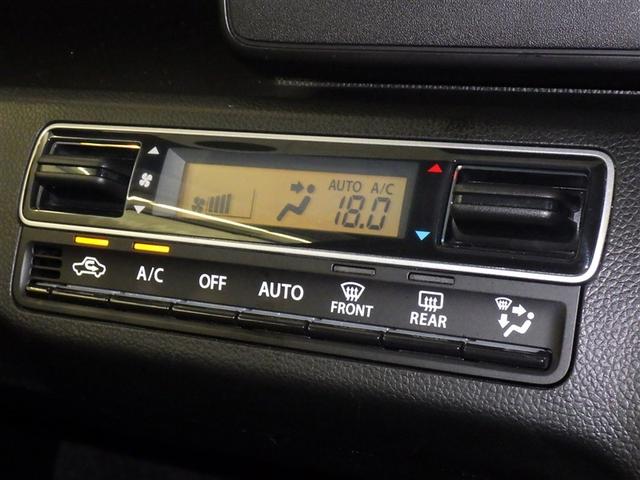 AUTO A/C
18.0
A/C
OFF
AUTO
FRONT
REAR